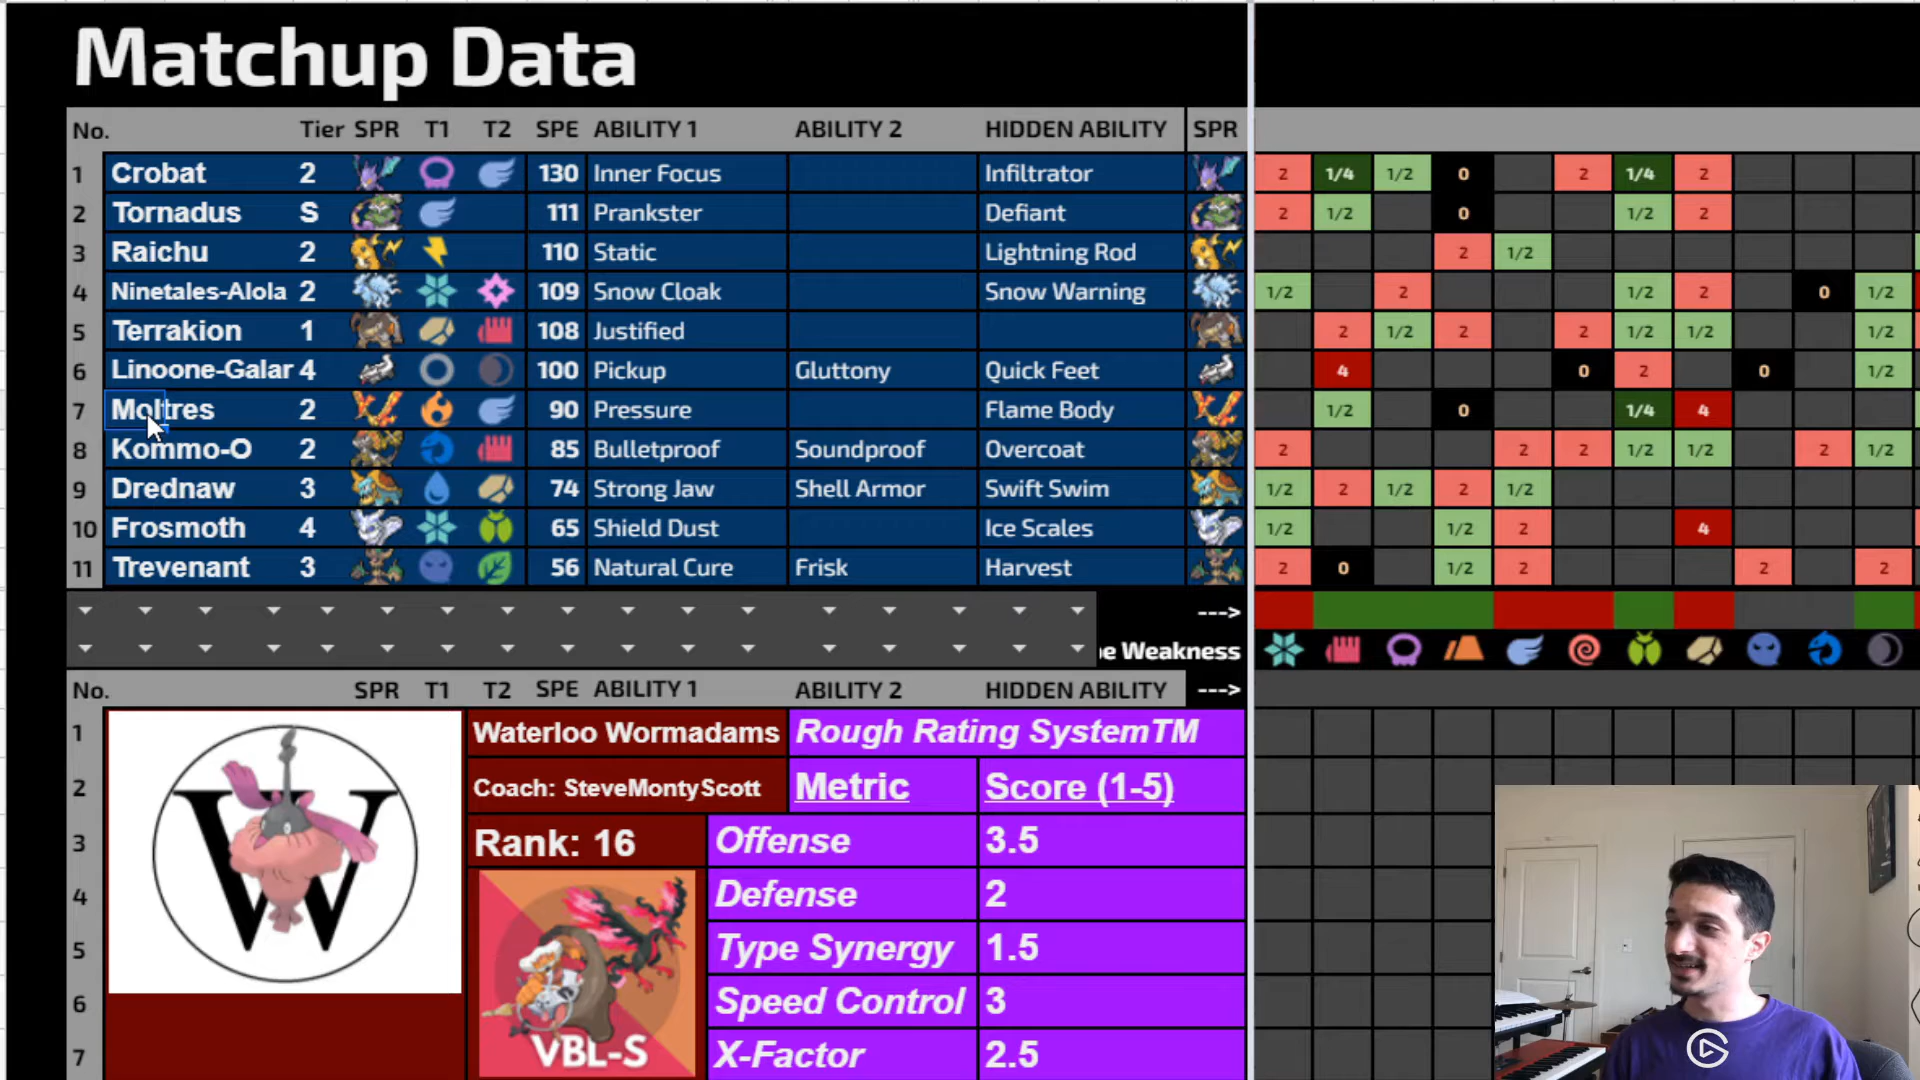 Matchup Data
No. Tier SPR T1 T2 SPE ABILITY 1 ABILITY 2 HIDDEN ABILITY SPR
1 Crobat 2 130 Inner Focus Infiltrator 2 1/4 1/2 0 2 1/4 2
2 Tornadus S 111 Prankster Defiant 2 1/2 0 1/2 2
3 Raichu 2 110 Static Lightning Rod 2 1/2
4 Ninetales-Alola 2 109 Snow Cloak Snow Warning 1/2 2 1/2 2 0 1/2
5 Terrakion 1 108 Justified 2 1/2 2 2 1/2 1/2 1/2
6 Linoone-Galar 4 100 Pickup Gluttony Quick Feet 4 0 2 0 1/2
7 Moltres 2 90 Pressure Flame Body 1/2 0 1/4 4
8 Kommo-O 2 85 Bulletproof Soundproof Overcoat 2 2 2 1/2 1/2 2 1/2
9 Drednaw 3 74 Strong Jaw Shell Armor Swift Swim 1/2 2 1/2 2 1/2
10 Frosmoth 4 65 Shield Dust Ice Scales 1/2 1/2 2 4
11 Trevenant 3 56 Natural Cure Frisk Harvest 2 0 1/2 2 2 2
--->
Weakness
No. SPR T1 T2 SPE ABILITY 1 ABILITY 2 HIDDEN ABILITY --->
1 Waterloo Wormadams Rough Rating SystemTM
2 Coach: SteveMontyScott Metric Score (1-5)
3 Rank: 16 Offense 3.5
4 Defense 2
5 Type Synergy 1.5
6 Speed Control 3
7 X-Factor 2.5
W
VBL-S